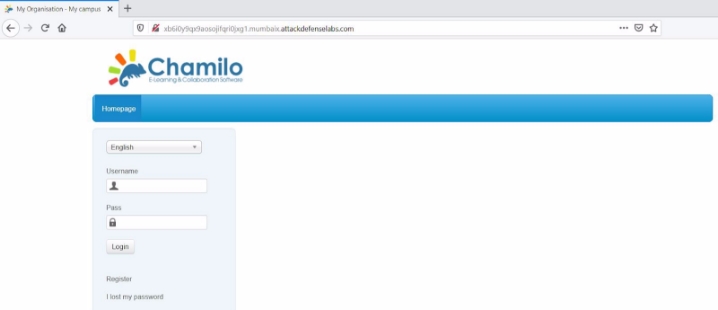 My Organisation - My campus
xb6i0y9qx9aosojifqri0jxg1.mumbaix.attackdefenselabs.com
Chamilo
E-Learning & Collaboration Software
Homepage
English
Username
Pass
Login
Register
I lost my password